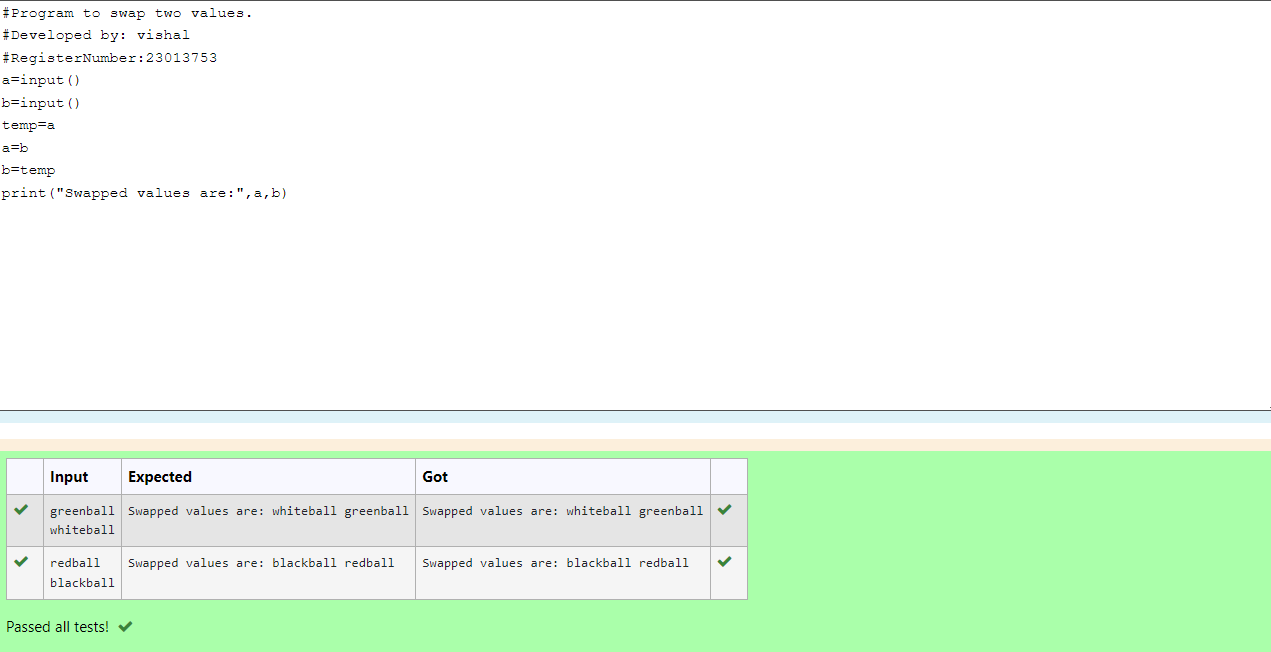 #Program to swap two values.
#Developed by: vishal
#RegisterNumber:23013753
a=input()
b=input()
temp=a
a=b
b=temp
print("Swapped values are:",a,b)
Input Expected Got
greenball Swapped values are: whiteball greenball Swapped values are: whiteball greenball
whiteball
redball Swapped values are: blackball redball Swapped values are: blackball redball
blackball
Passed all tests!